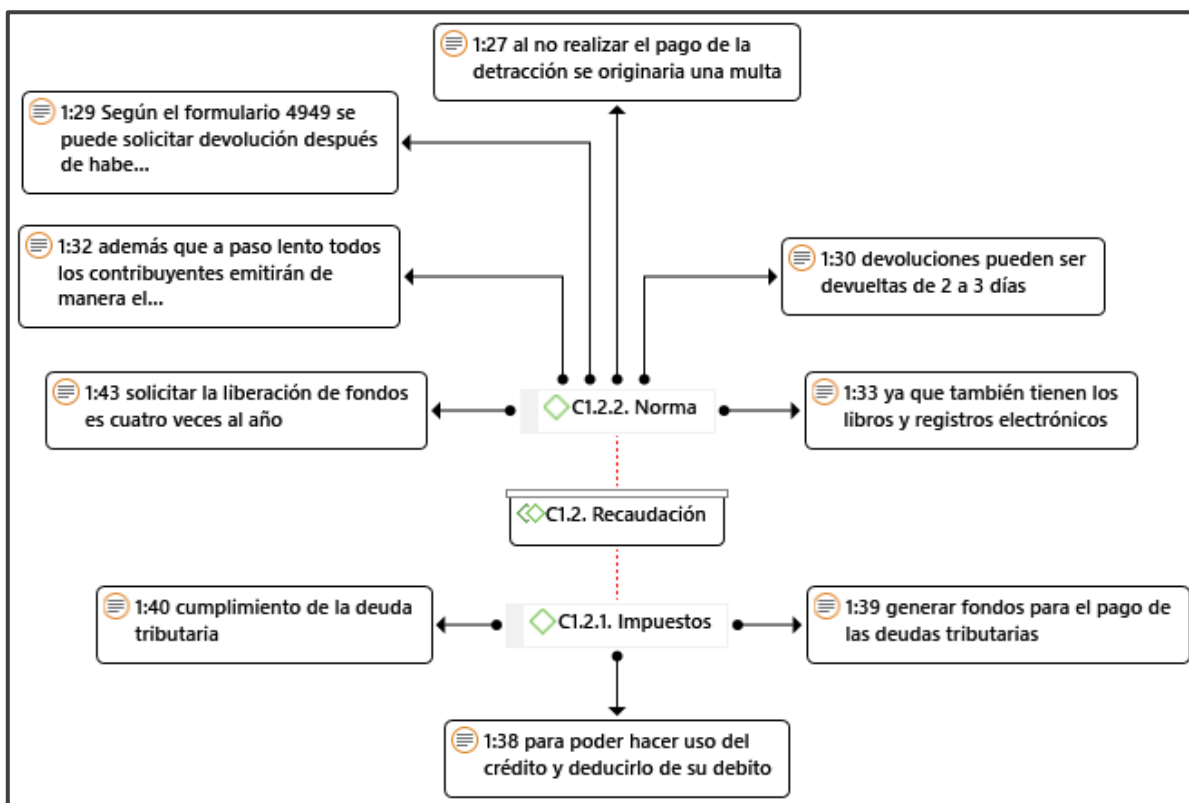 1:27 al no realizar el pago de la
detracción se originaria una multa
1:29 Según el formulario 4949 se
puede solicitar devolución después
de habe...
1:32 además que a paso lento todos
los contribuyentes emitirán de
manera el...
1:30 devoluciones pueden ser
devueltas de 2 a 3 días
1:43 solicitar la liberación de fondos
es cuatro veces al año
C1.2.2. Norma
1:33 ya que también tienen los
libros y registros electrónicos
C1.2. Recaudación
1:40 cumplimiento de la deuda
tributaria
C1.2.1. Impuestos
1:39 generar fondos para el pago de
las deudas tributarias
1:38 para poder hacer uso del
crédito y deducirlo de su debito